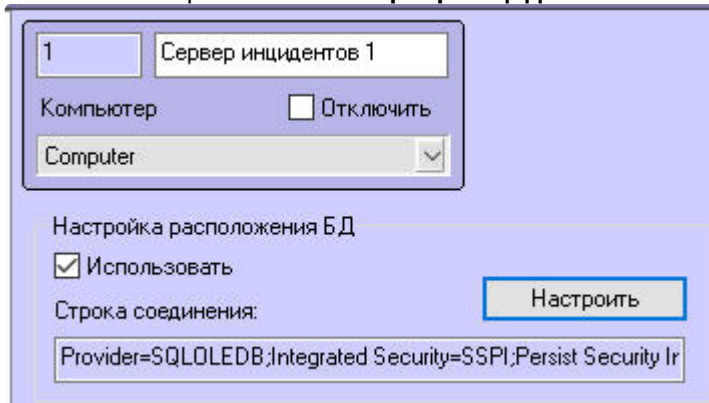 1 Сервер инцидентов 1
Компьютер Отключить
Computer
Настройка расположения БД
Использовать
Настроить
Строка соединения:
Provider=SQLOLEDB;Integrated Security=SSPI;Persist Security